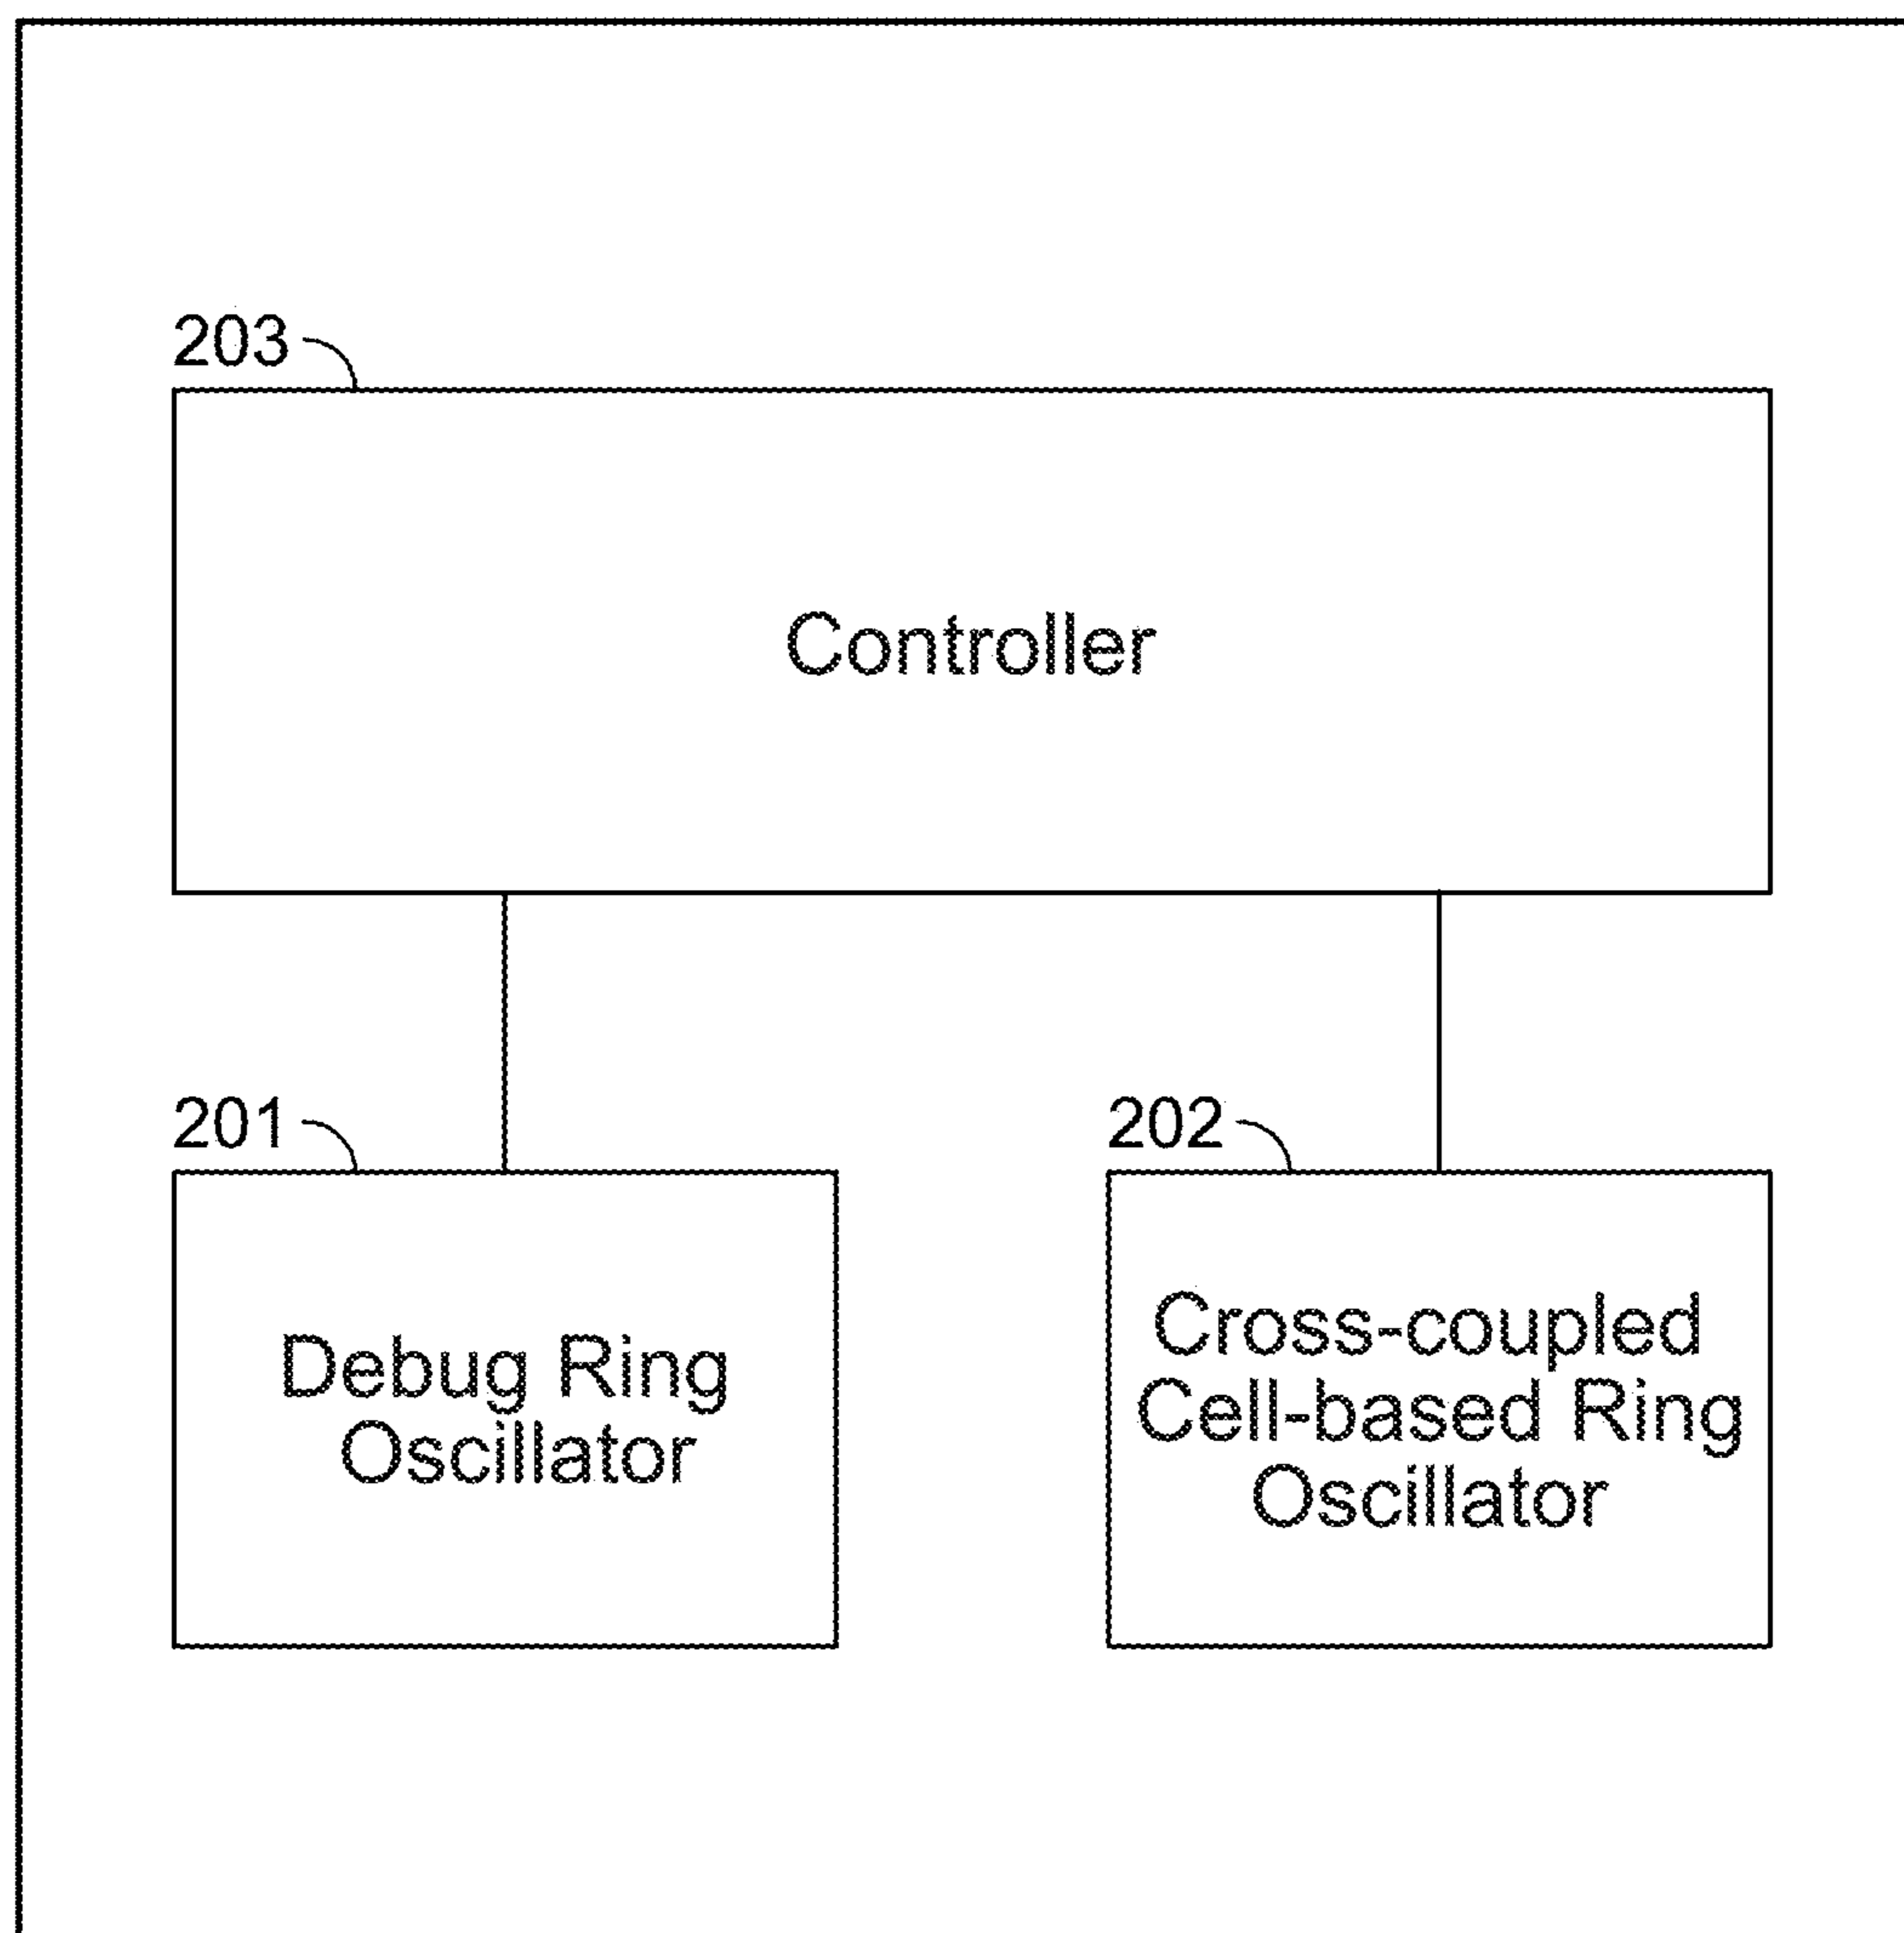 203
Controller
201
Debug Ring
Oscillator
202
Cross-coupled
Cell-based Ring
Oscillator